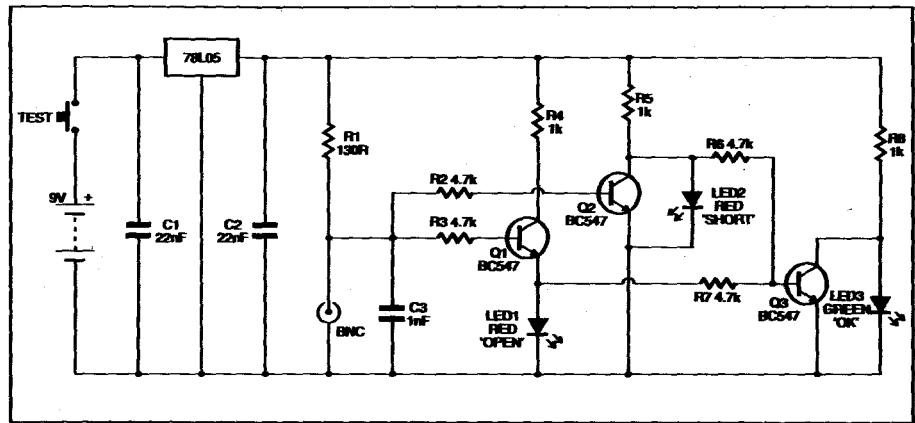 78L05
TEST
9V +
C1
22nF
C2
22nF
R1
130R
R2 4.7k
R3 4.7k
C3
1nF
BNC
R4
1k
Q1
BC547
LED1
RED
'OPEN'
R5
1k
Q2
BC547
R6 4.7k
LED2
RED
'SHORT'
R7 4.7k
Q3
BC547
R8
1k
LED3
GREEN
'OK'